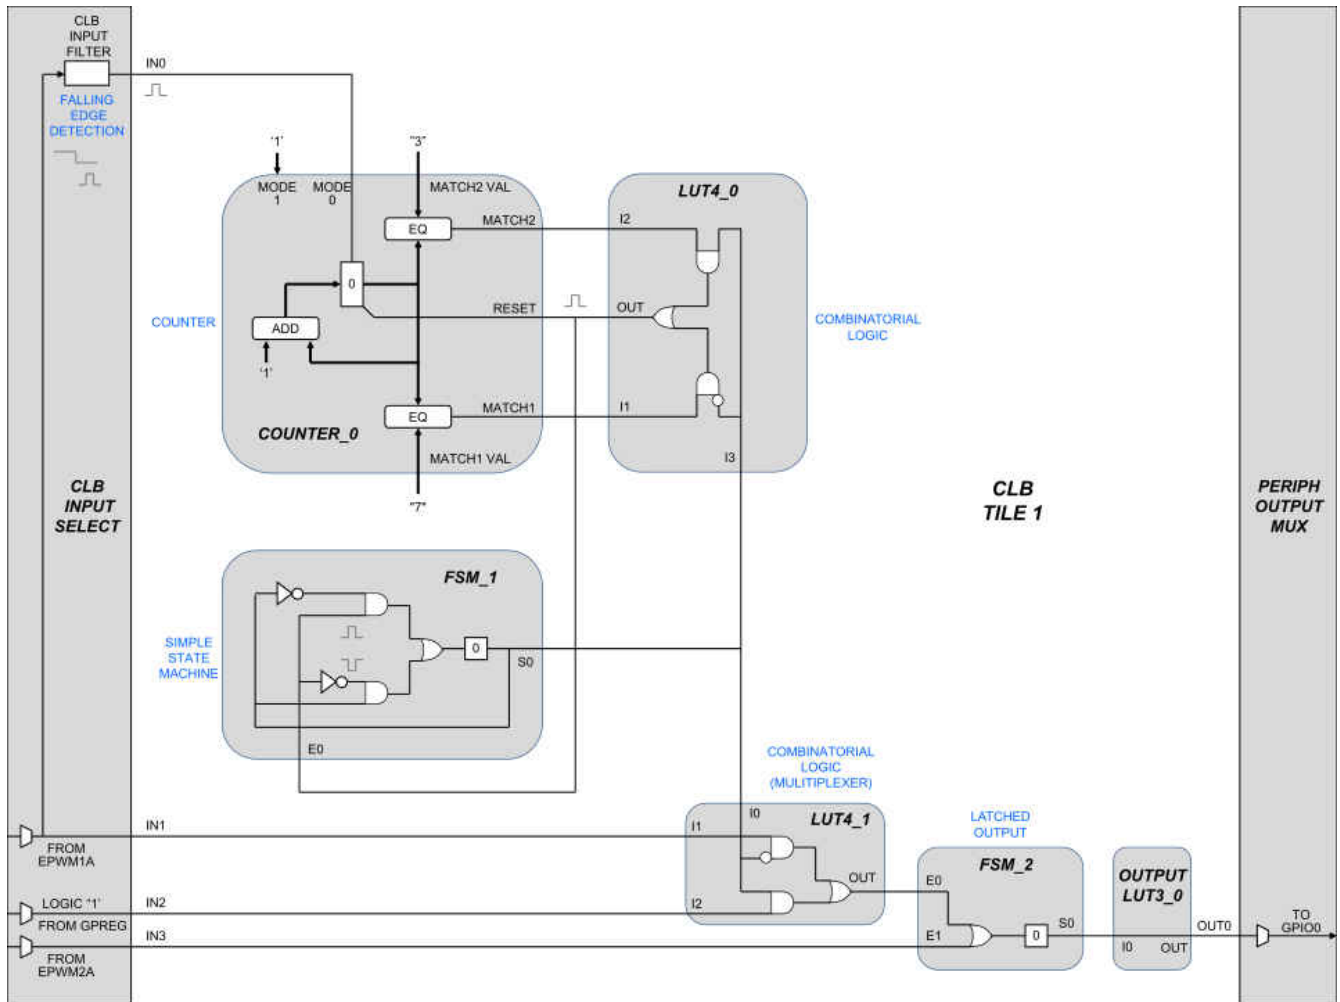 CLB
INPUT
FILTER
FALLING
EDGE
DETECTION
IN0
'1'
"3"
MODE
1
MODE
0
MATCH2 VAL
EQ
MATCH2
0
RESET
ADD
'1'
EQ
MATCH1
COUNTER_0
MATCH1 VAL
"7"
COUNTER
LUT4_0
I2
OUT
I1
I3
COMBINATORIAL
LOGIC
CLB
INPUT
SELECT
CLB
TILE 1
PERIPH
OUTPUT
MUX
FSM_1
0
S0
E0
SIMPLE
STATE
MACHINE
COMBINATORIAL
LOGIC
(MULITIPLEXER)
I0
LUT4_1
I1
OUT
I2
LATCHED
OUTPUT
FSM_2
E0
E1
0
S0
OUTPUT
LUT3_0
I0
OUT
OUT0
TO
GPIO0
IN1
FROM
EPWM1A
LOGIC "1'
IN2
FROM GPREG
IN3
FROM
EPWM2A